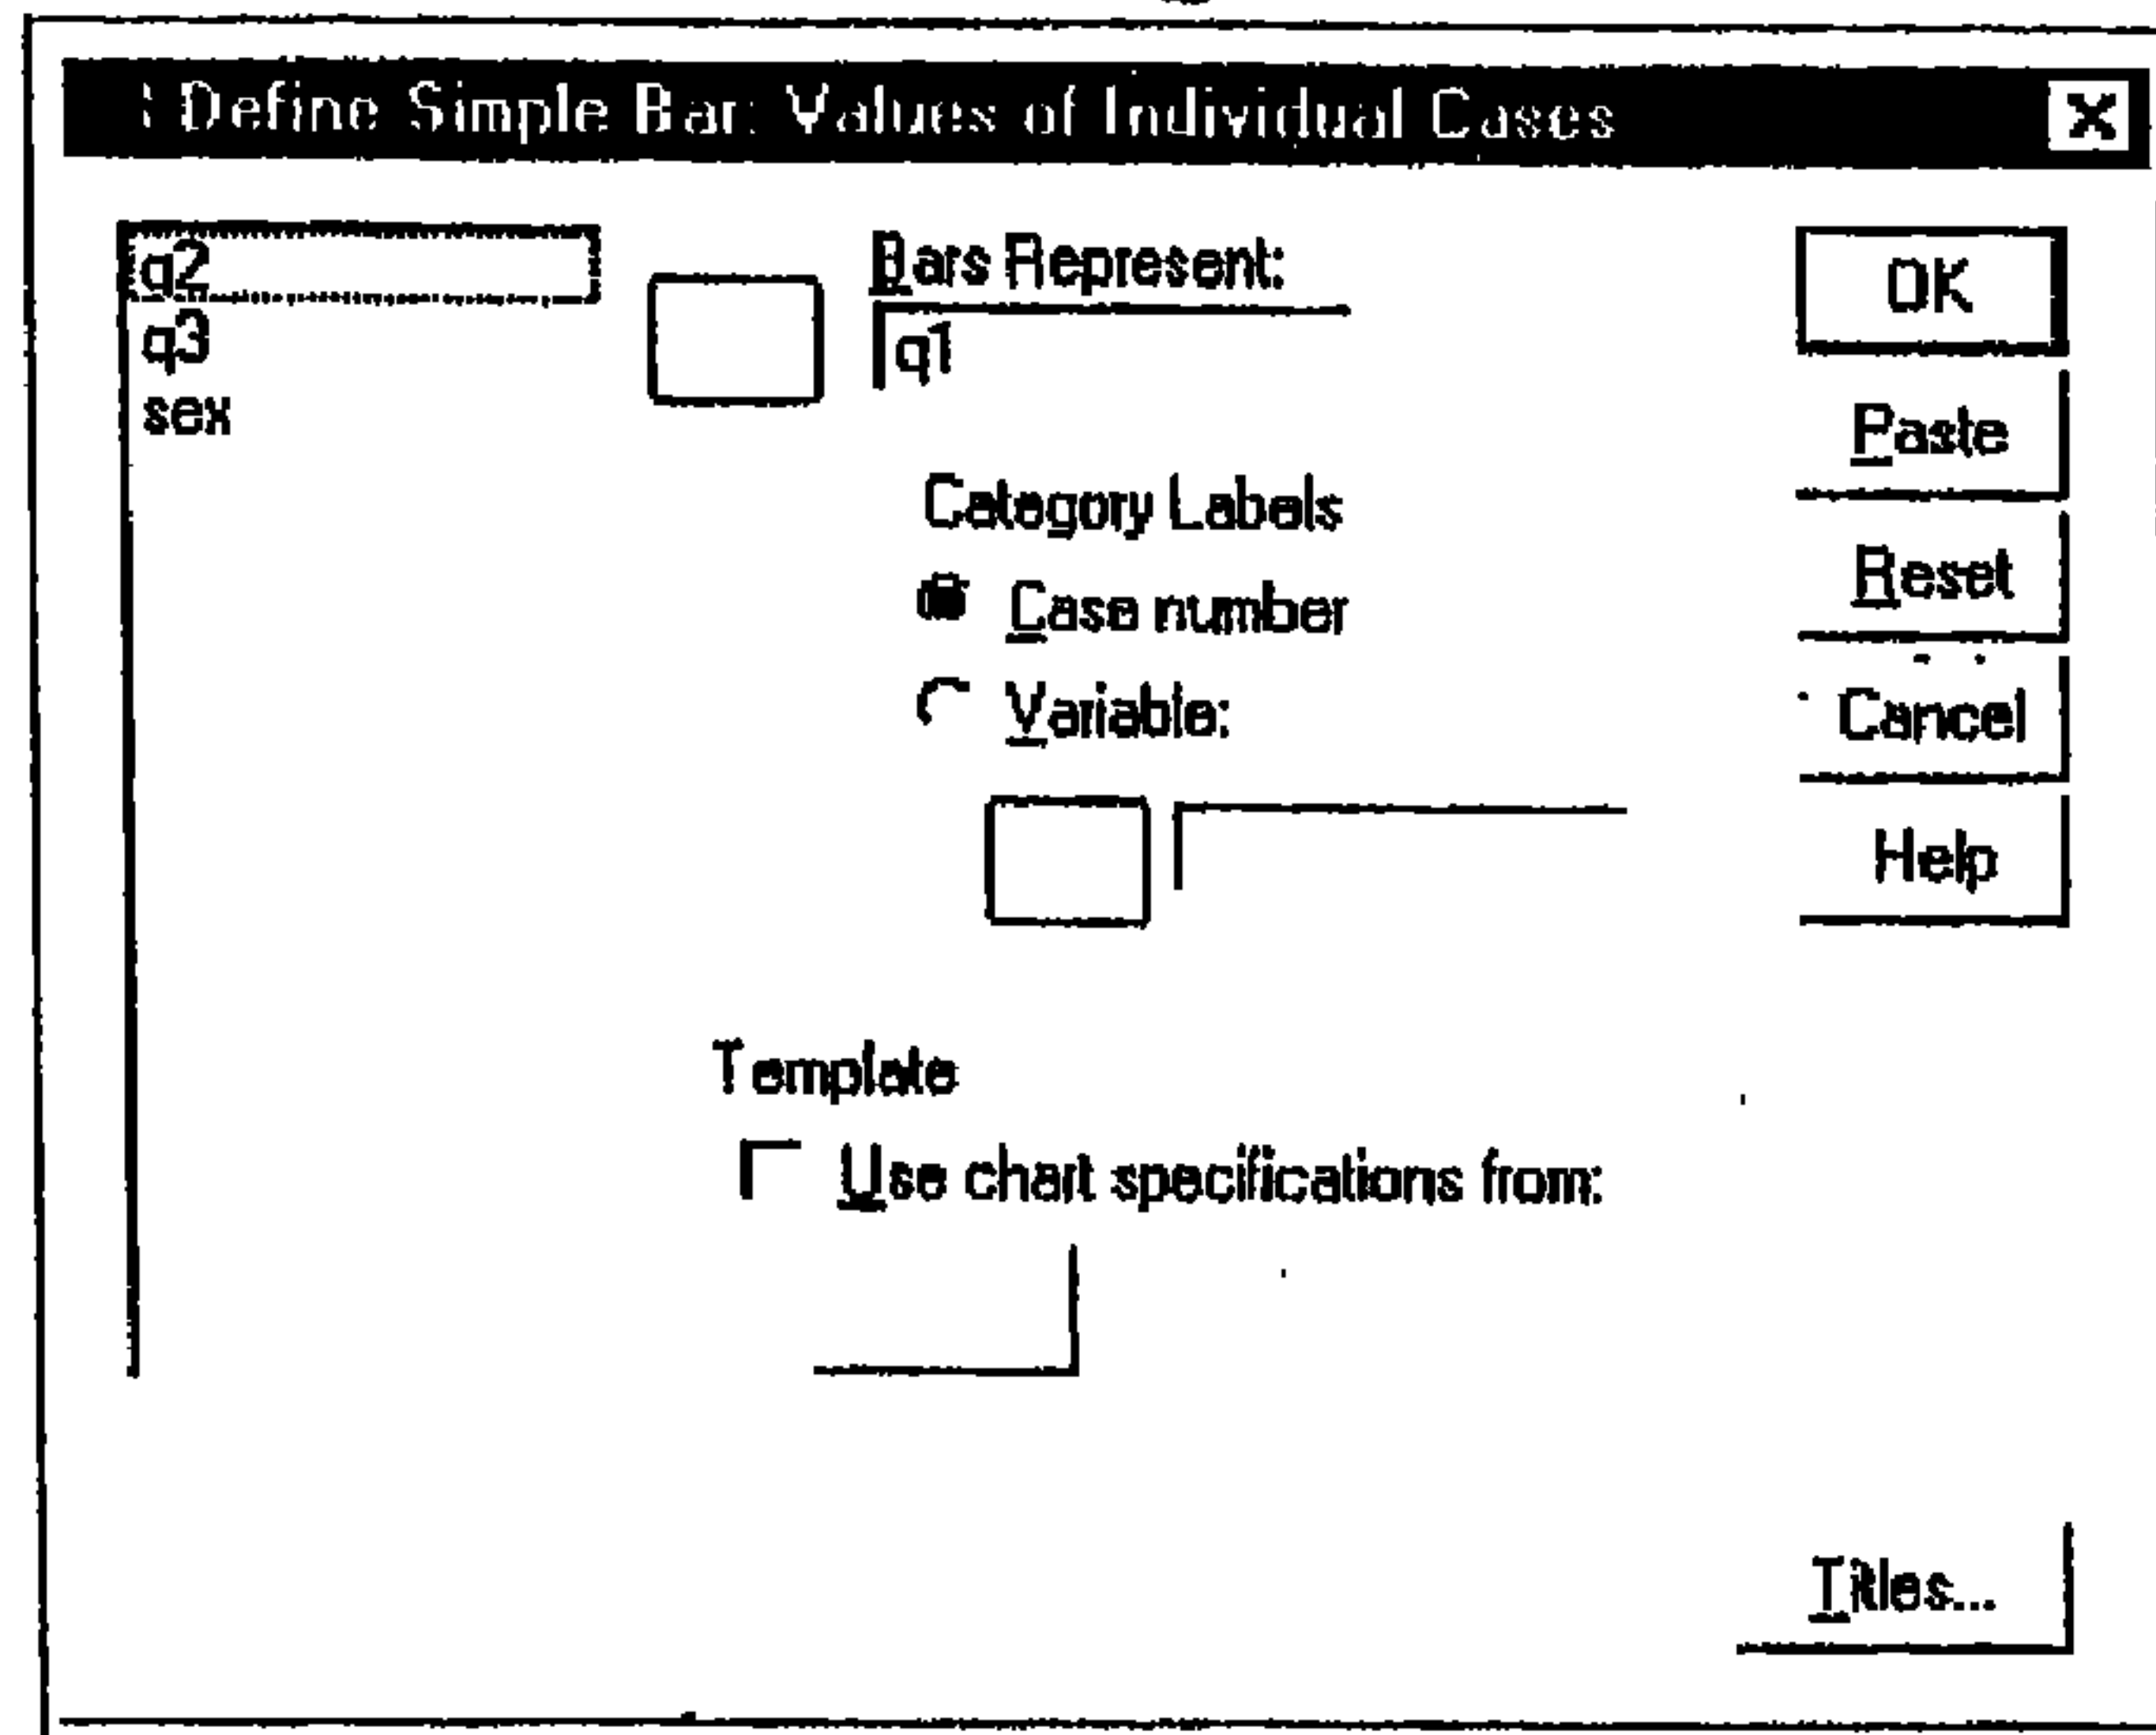 Define Simple Bar: Values of Individual Cases
q2
q3
sex
Bars Represent:
q1
Category Labels
Case number
Variable:
Template
Use chart specifications from:
OK
Paste
Reset
Cancel
Help
Titles...